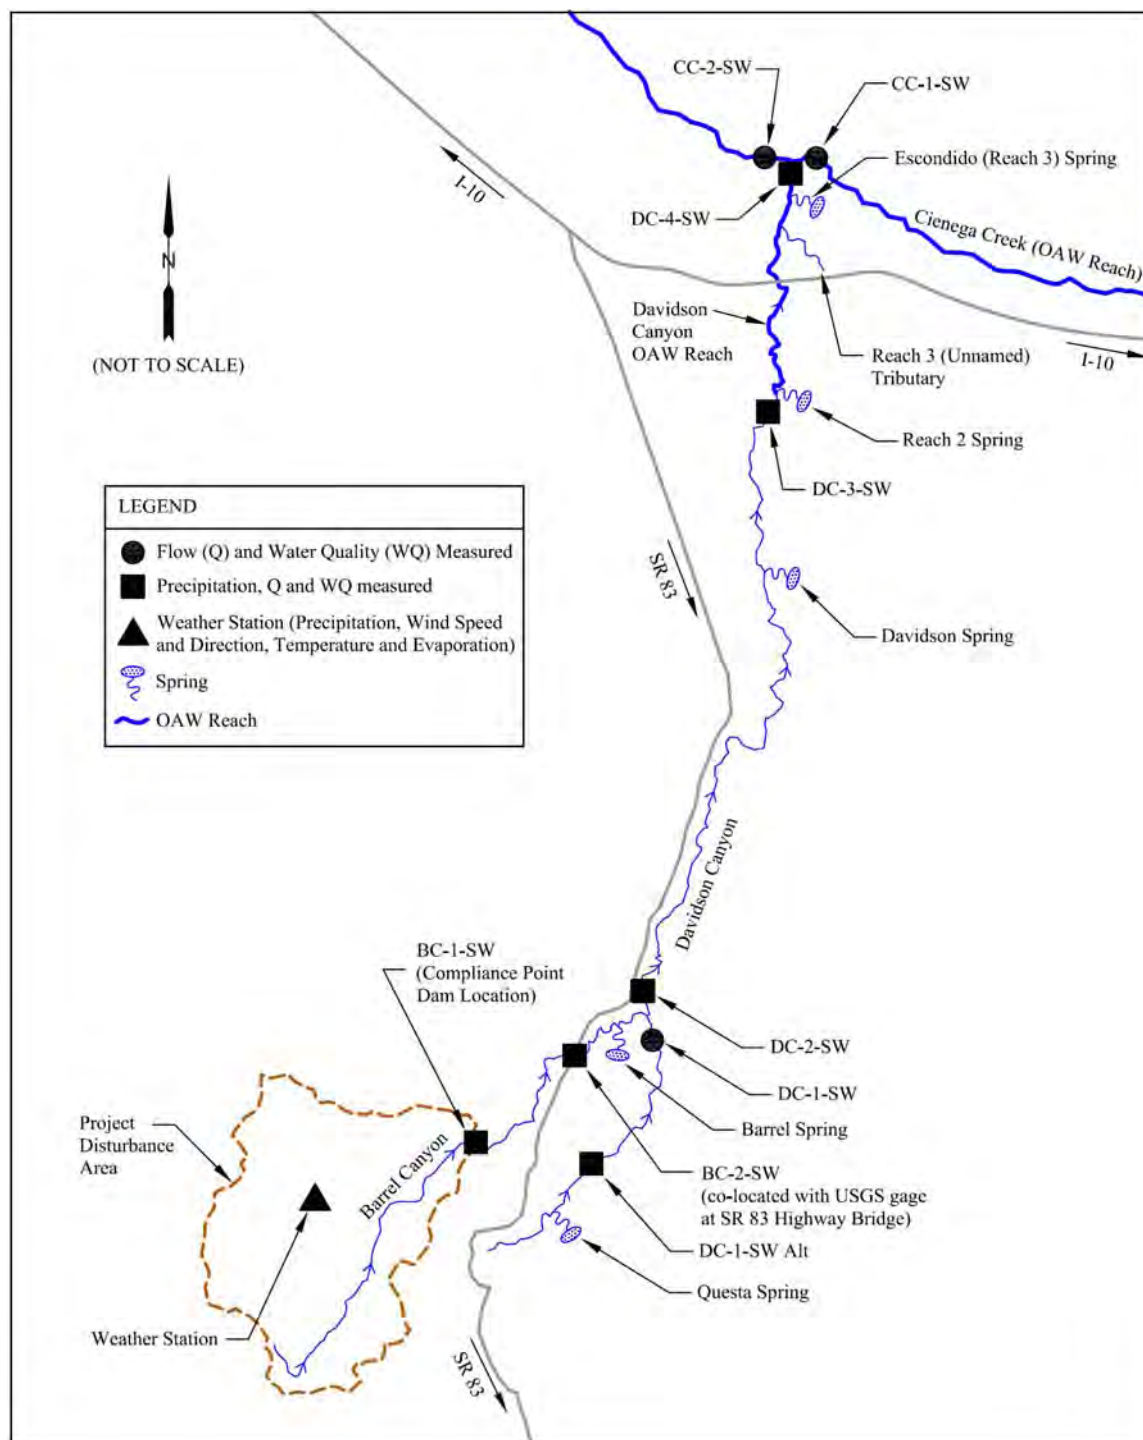 CC-2-SW
CC-1-SW
Escondido (Reach 3) Spring
I-10
DC-4-SW
Cienega Creek (OAW Reach)
N
(NOT TO SCALE)
Davidson
Canyon
OAW Reach
Reach 3 (Unnamed)
Tributary
I-10
Reach 2 Spring
DC-3-SW
LEGEND
Flow (Q) and Water Quality (WQ) Measured
Precipitation, Q and WQ measured
Weather Station (Precipitation, Wind Speed
and Direction, Temperature and Evaporation)
Spring
OAW Reach
SR 83
Davidson Spring
Davidson Canyon
BC-1-SW
(Compliance Point
Dam Location)
DC-2-SW
DC-1-SW
Barrel Spring
Project
Disturbance
Area
Barrel Canyon
BC-2-SW
(co-located with USGS gage
at SR 83 Highway Bridge)
DC-1-SW Alt
Questa Spring
Weather Station
SR 83